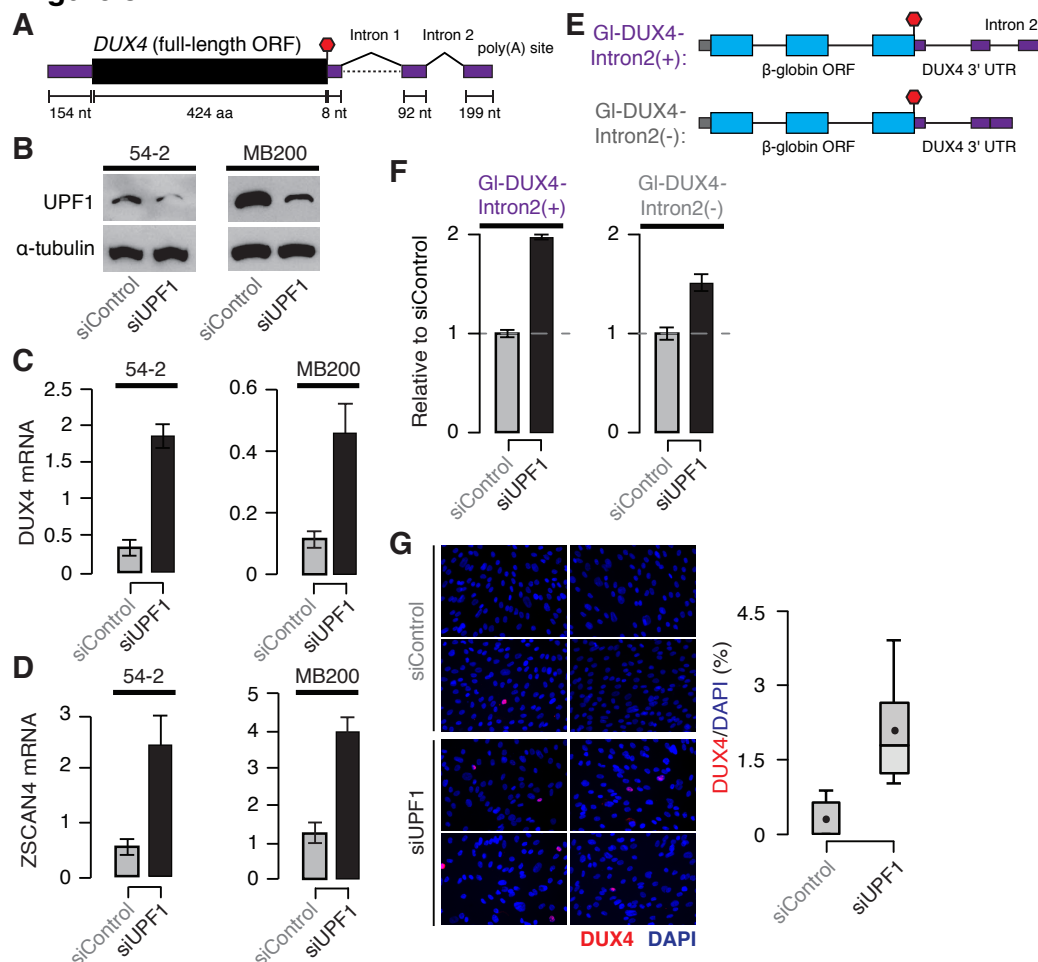 A
DUX4 (full-length ORF)
Intron 1
Intron 2
poly(A) site
154 nt
424 aa
8 nt
92 nt
199 nt
B
54-2
MB200
UPF1
α-tubulin
siControl
siUPF1
siControl
siUPF1
C
54-2
MB200
DUX4 mRNA
2.5
2
1.5
1
0.5
0
0.6
0.4
0.2
0
siControl
siUPF1
siControl
siUPF1
D
54-2
MB200
ZSCAN4 mRNA
3
2
1
0
5
4
3
2
1
0
siControl
siUPF1
siControl
siUPF1
E
Gl-DUX4-
Intron2(+):
Intron 2
β-globin ORF
DUX4 3' UTR
Gl-DUX4-
Intron2(-):
β-globin ORF
DUX4 3' UTR
F
Gl-DUX4-
Intron2(+)
Gl-DUX4-
Intron2(-)
Relative to siControl
2
1
0
2
1
0
siControl
siUPF1
siControl
siUPF1
G
siControl
siUPF1
DUX4 DAPI
DUX4/DAPI (%)
4.5
3
1.5
0
siControl
siUPF1